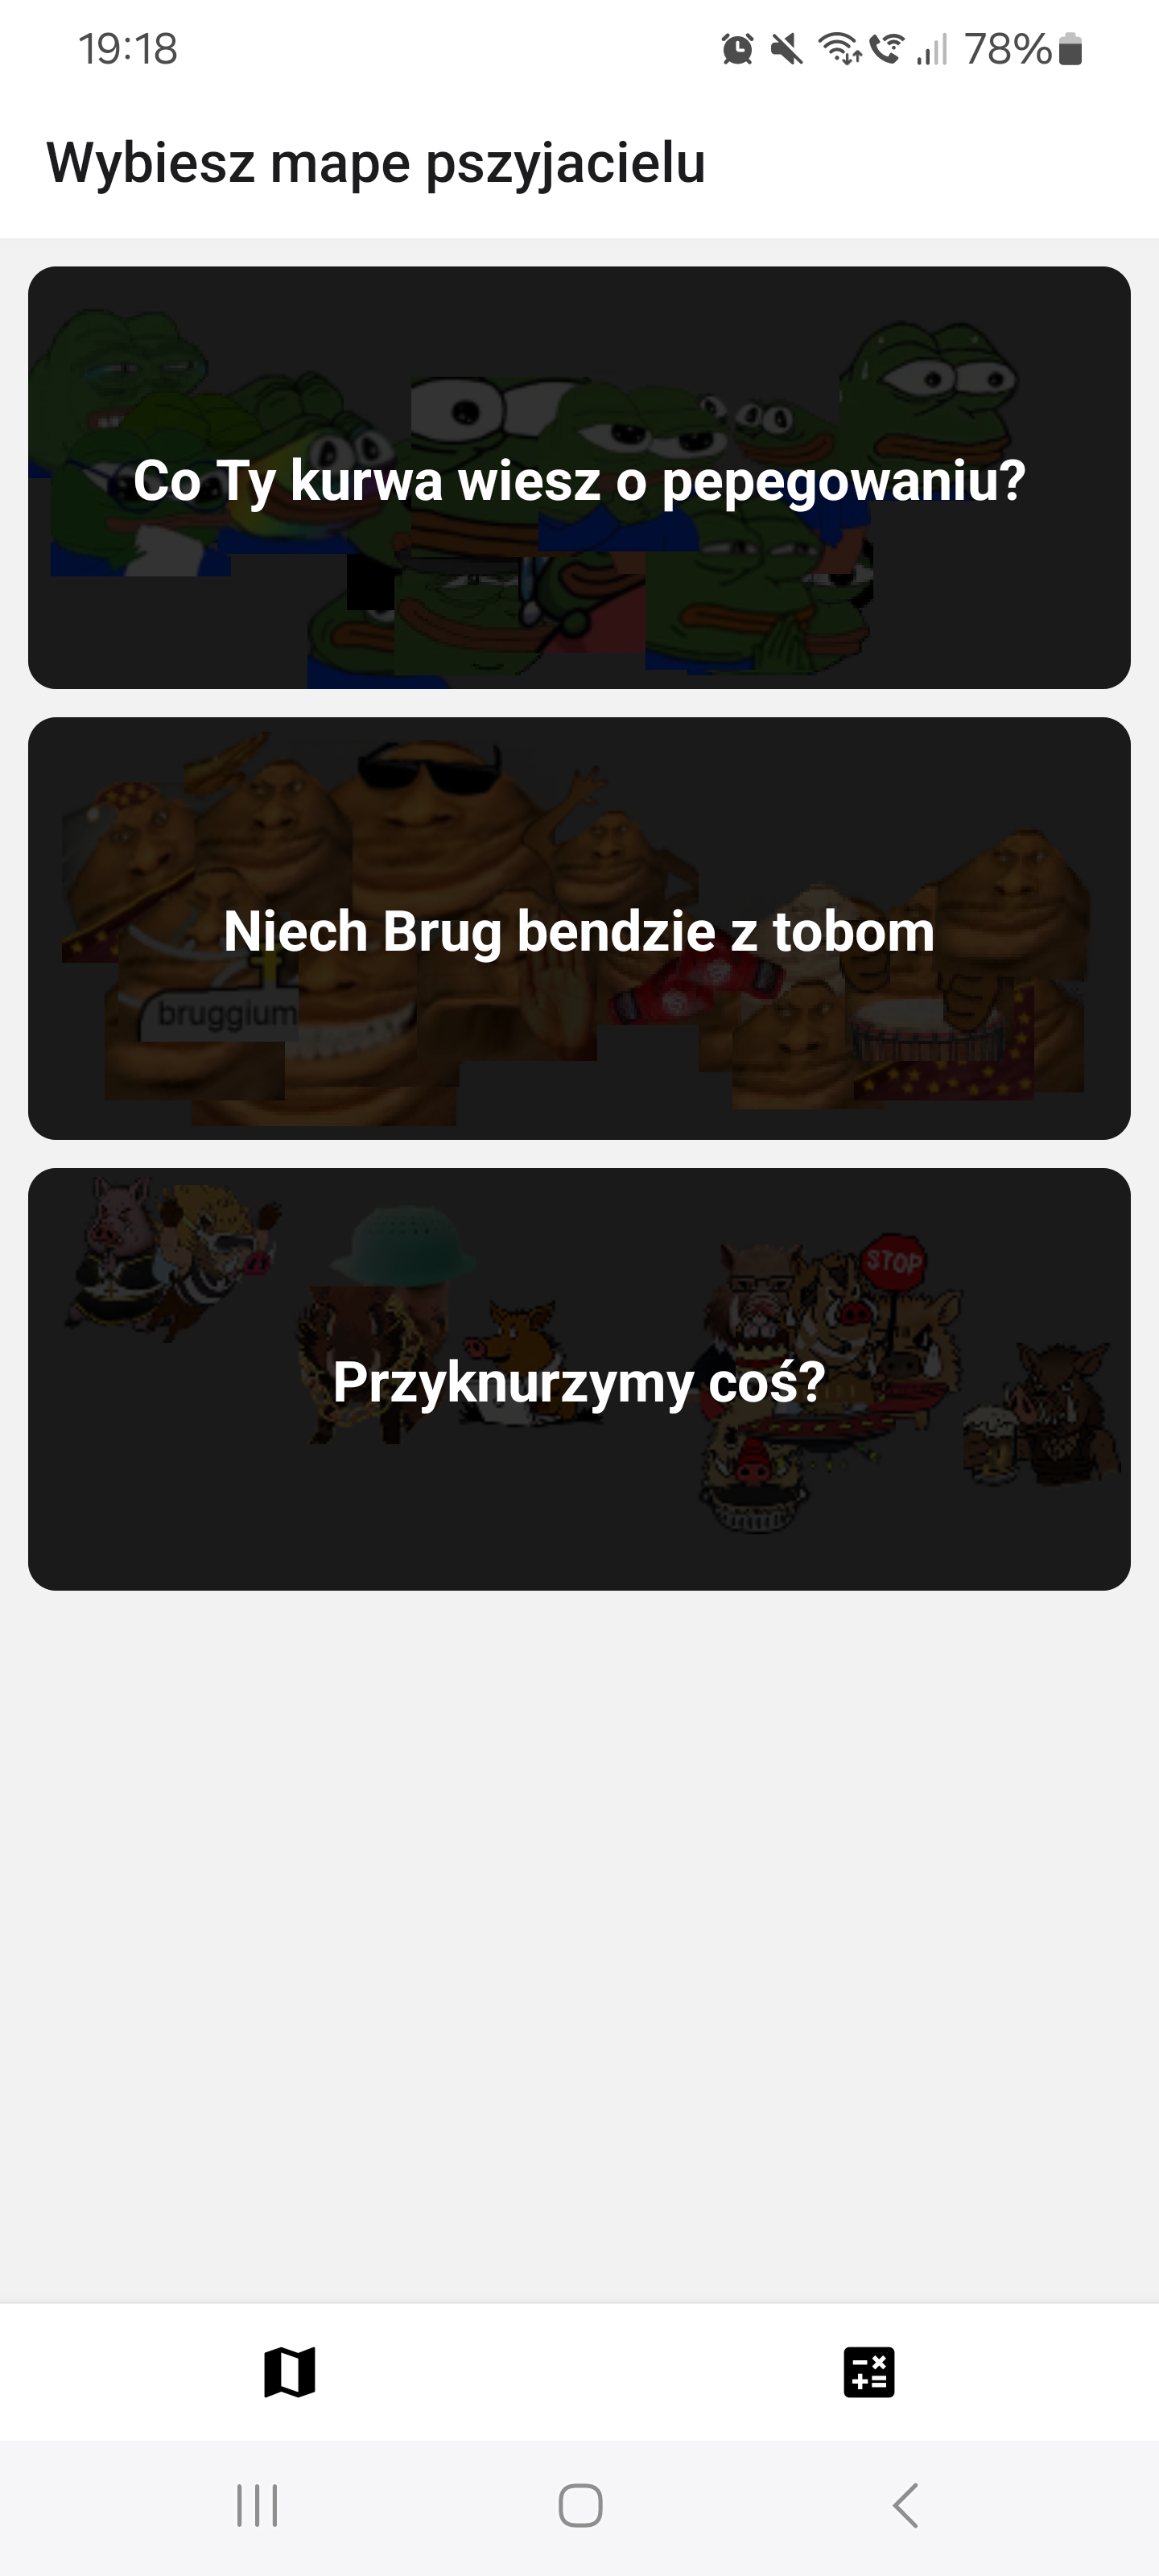 19:18
78%
Wybiesz mape pszyjacielu
Co Ty kurwa wiesz o pepegowaniu?
Niech Brug bendzie z tobom
bruggium
STOP
Przyknurzymy coś?